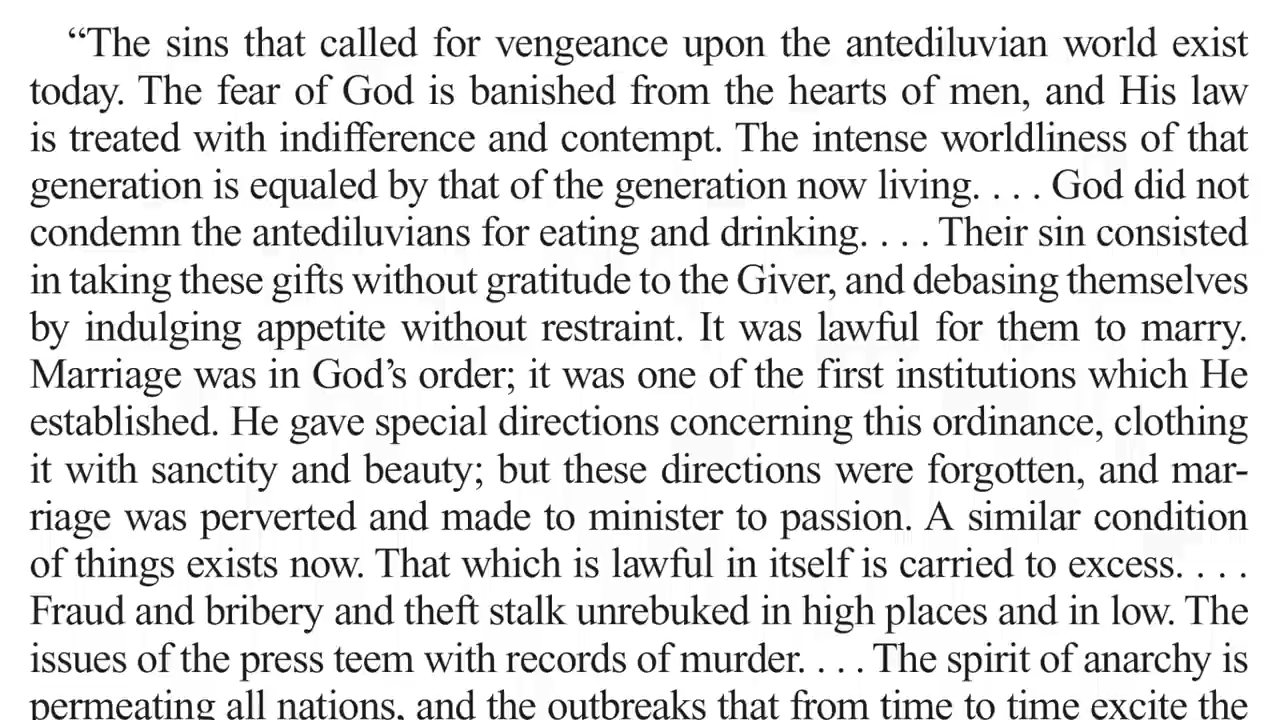 “The sins that called for vengeance upon the antediluvian world exist
today. The fear of God is banished from the hearts of men, and His law
is treated with indifference and contempt. The intense worldliness of that
generation is equaled by that of the generation now living. . . . God did not
condemn the antediluvians for eating and drinking. . . . Their sin consisted
in taking these gifts without gratitude to the Giver, and debasing themselves
by indulging appetite without restraint. It was lawful for them to marry.
Marriage was in God’s order; it was one of the first institutions which He
established. He gave special directions concerning this ordinance, clothing
it with sanctity and beauty; but these directions were forgotten, and mar-
riage was perverted and made to minister to passion. A similar condition
of things exists now. That which is lawful in itself is carried to excess. . . .
Fraud and bribery and theft stalk unrebuked in high places and in low. The
issues of the press teem with records of murder. . . . The spirit of anarchy is
permeating all nations, and the outbreaks that from time to time excite the